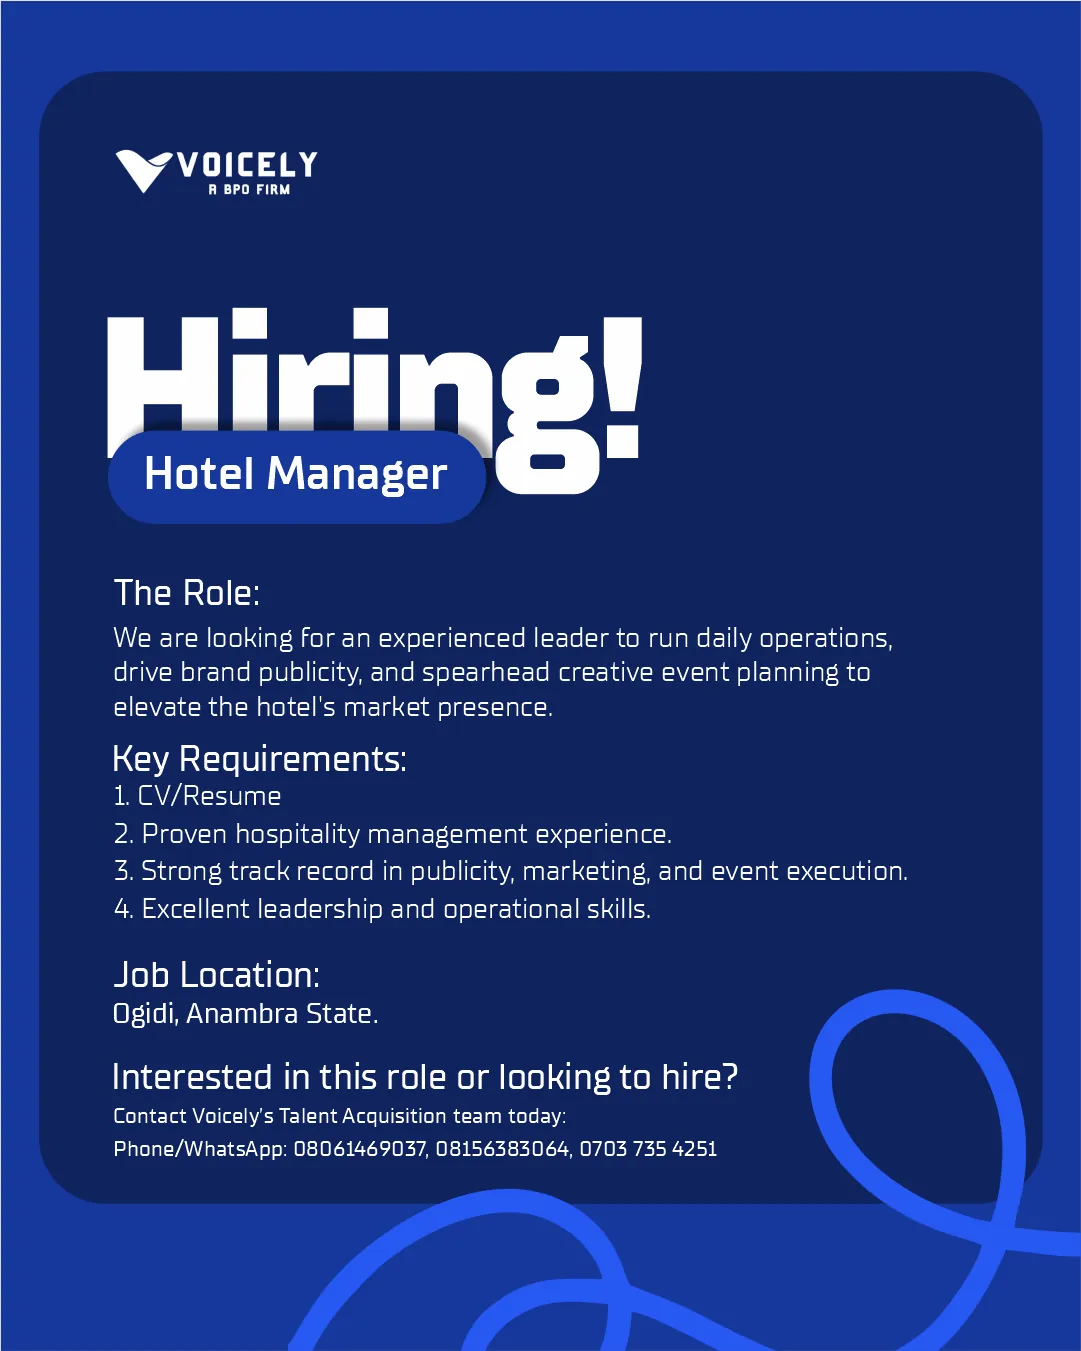 VOICELY
A BPO FIRM
Hiring!
Hotel Manager
The Role:
We are looking for an experienced leader to run daily operations,
drive brand publicity, and spearhead creative event planning to
elevate the hotel's market presence.
Key Requirements:
1. CV/Resume
2. Proven hospitality management experience.
3. Strong track record in publicity, marketing, and event execution.
4. Excellent leadership and operational skills.
Job Location:
Ogidi, Anambra State.
Interested in this role or looking to hire?
Contact Voicely's Talent Acquisition team today:
Phone/WhatsApp: 08061469037, 08156383064, 0703 735 4251